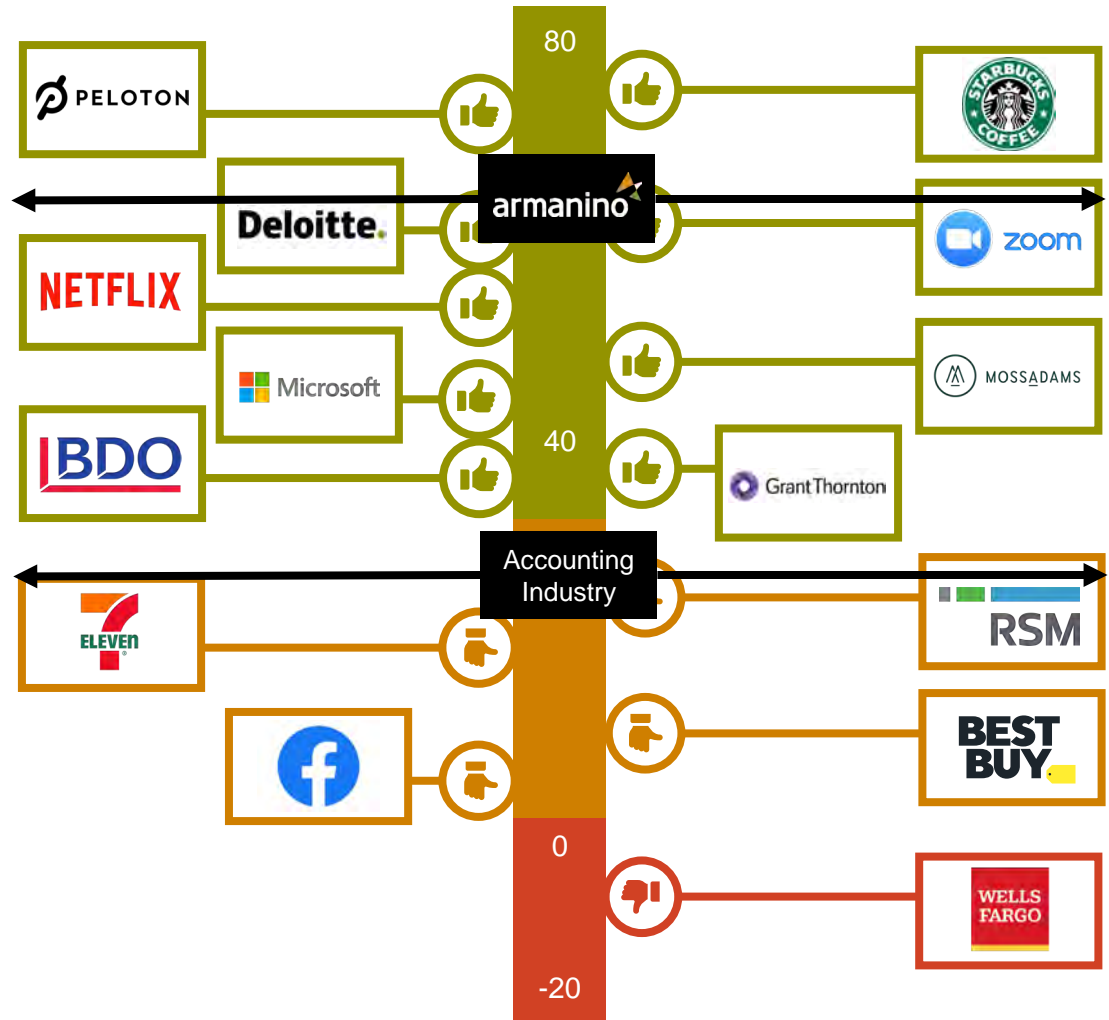 80
PELOTON
STARBUCKS
COFFEE
armanino
Deloitte.
zoom
NETFLIX
Microsoft
MOSSADAMS
40
BDO
GrantThornton
Accounting
Industry
7
ELEVEn
®
RSM
BEST
BUY
f
0
WELLS
FARGO
-20